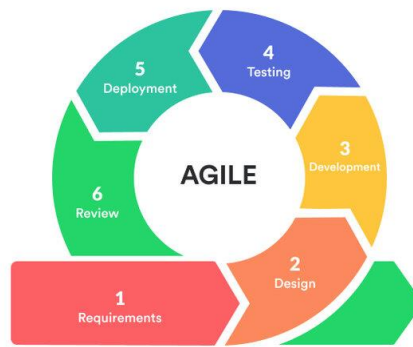 AGILE
1
Requirements
2
Design
3
Development
4
Testing
5
Deployment
6
Review